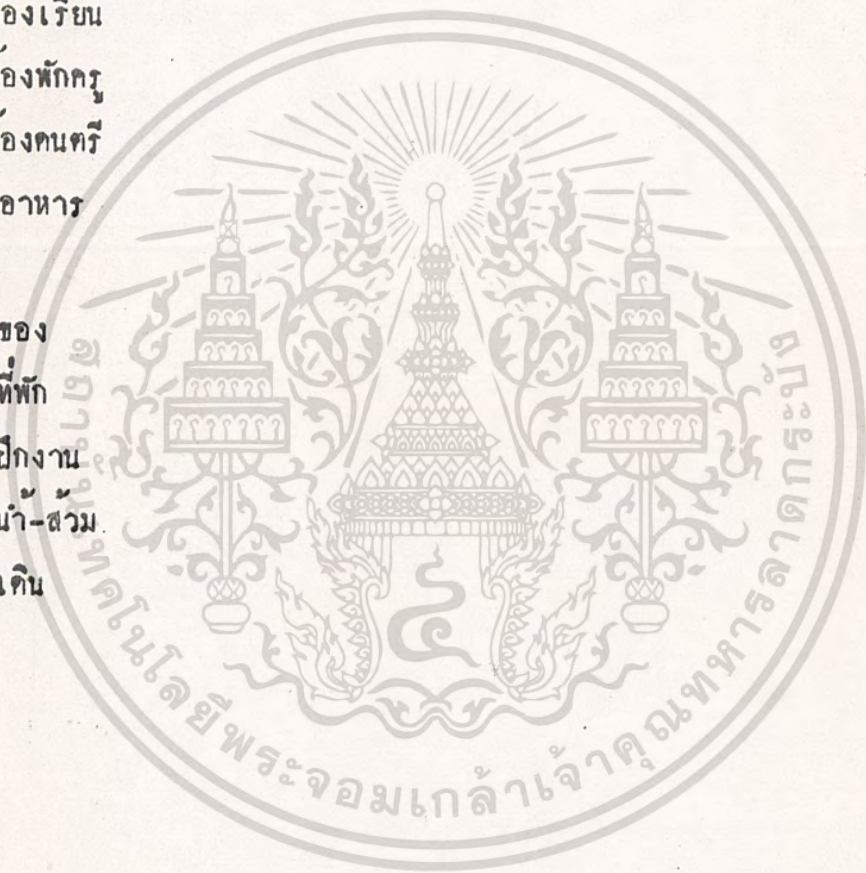 องเรียน
องพักครู
องดนตรี
อาหาร
ของ
ที่พัก
ฝึกงาน
น้ำ-ส้วม
เดิน
สถาบันเทคโนโลยีพระจอมเกล้าเจ้าคุณทหารลาดกระบัง